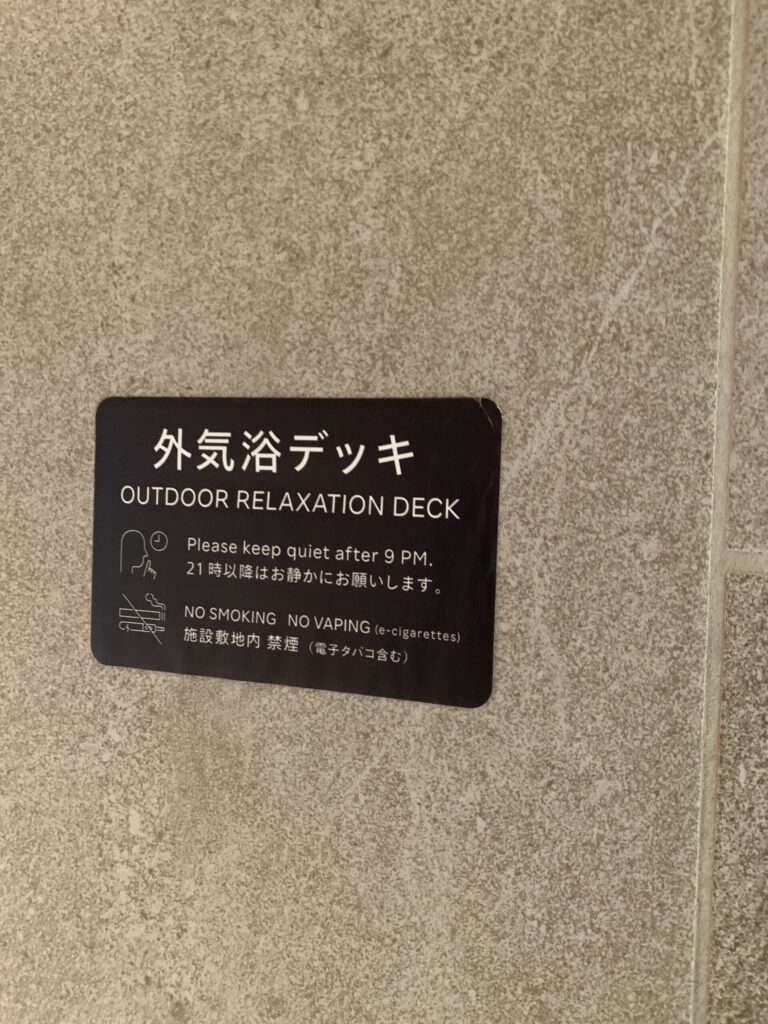 外気浴デッキ
OUTDOOR RELAXATION DECK
Please keep quiet after 9 PM.
21時以降はお静かにお願いします。
NO SMOKING NO VAPING (e-cigarettes)
施設敷地内 禁煙（電子タバコ含む）